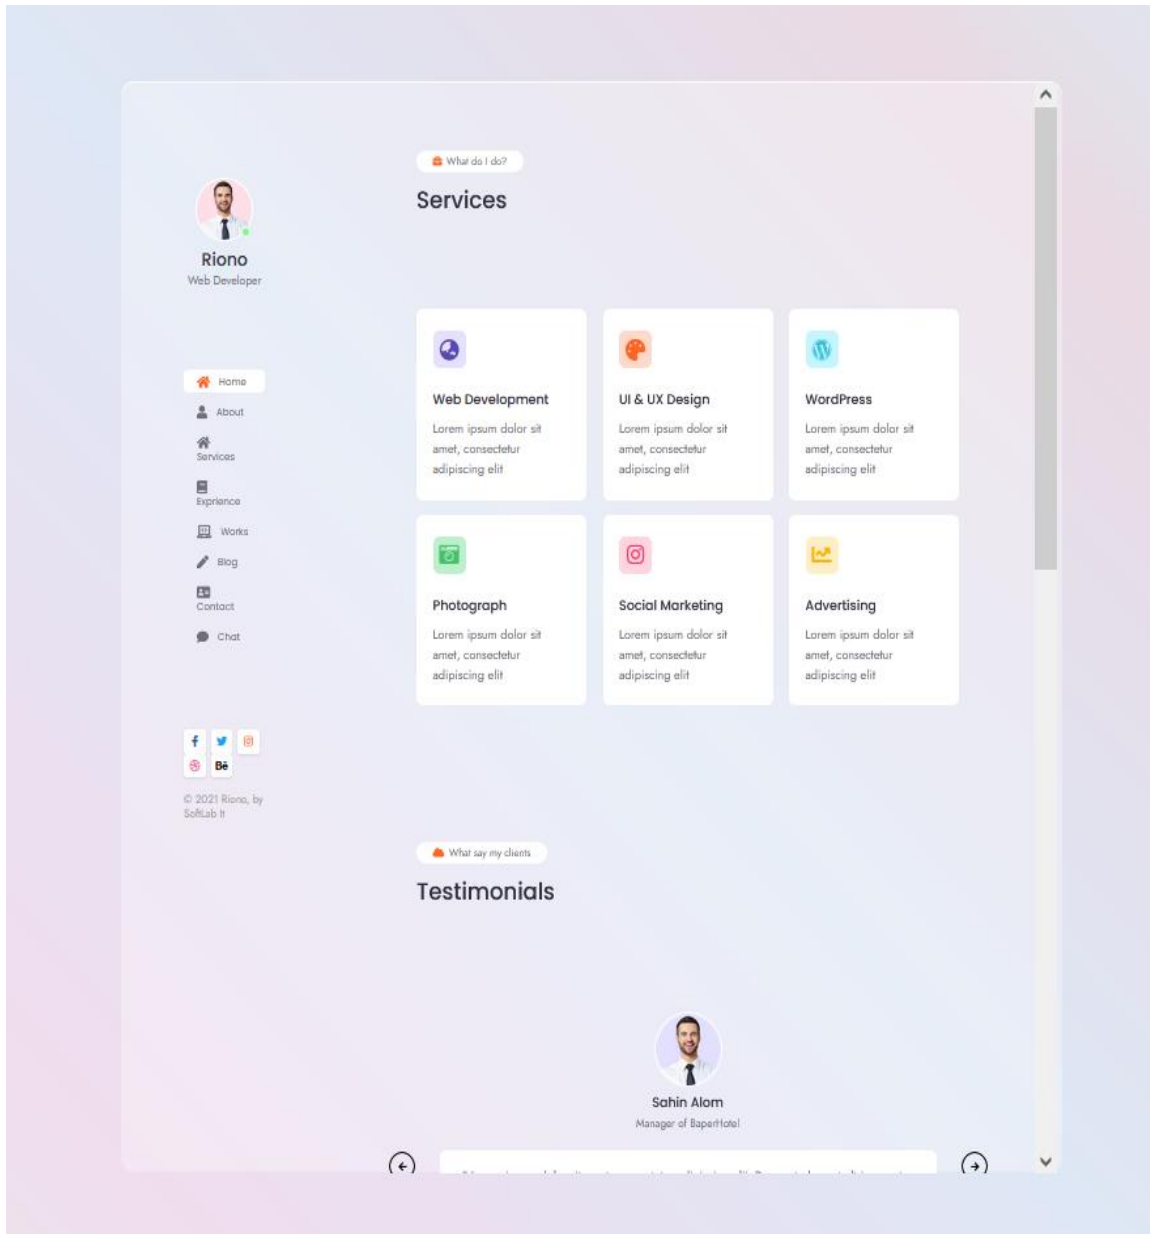 Riono
Web Developer
Home
About
Services
Exprience
Works
Blog
Contact
Chat
Bē
© 2021 Riono, by
SoftLab It
What do I do?
Services
Web Development
Lorem ipsum dolor sit
amet, consectetur
adipiscing elit
UI & UX Design
Lorem ipsum dolor sit
amet, consectetur
adipiscing elit
WordPress
Lorem ipsum dolor sit
amet, consectetur
adipiscing elit
Photograph
Lorem ipsum dolor sit
amet, consectetur
adipiscing elit
Social Marketing
Lorem ipsum dolor sit
amet, consectetur
adipiscing elit
Advertising
Lorem ipsum dolor sit
amet, consectetur
adipiscing elit
What say my clients
Testimonials
Sahin Alom
Manager of BaperHotel